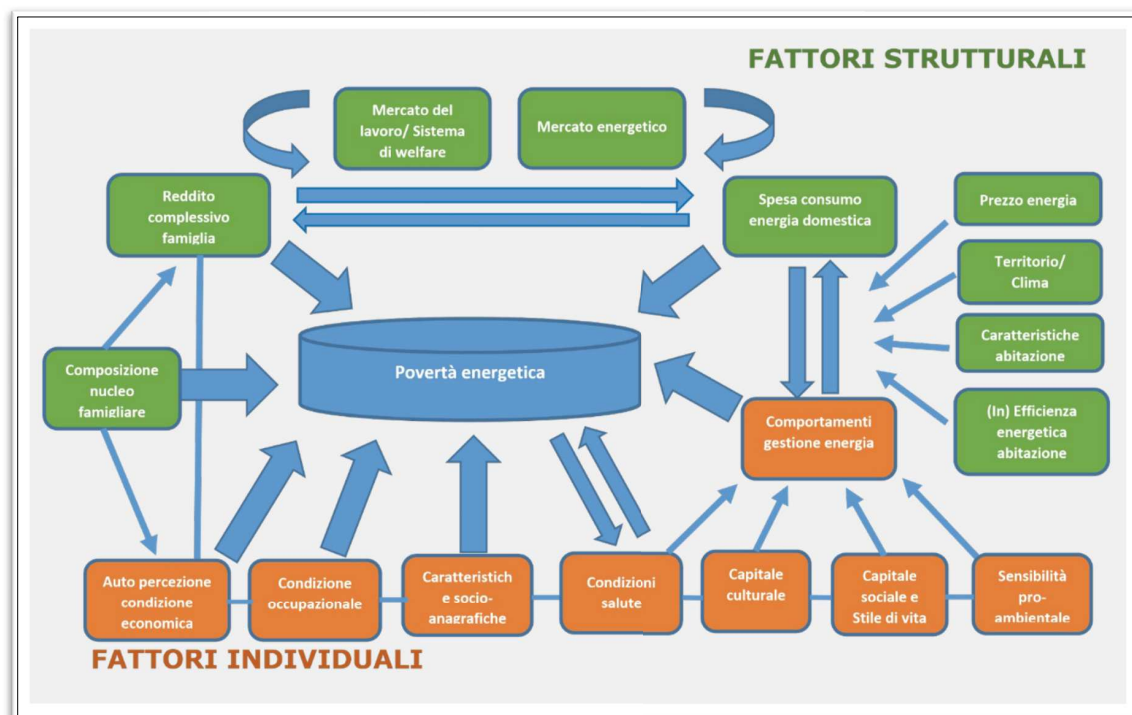 FATTORI STRUTTURALI
Mercato del
lavoro/ Sistema
di welfare
Mercato energetico
Reddito
complessivo
famiglia
Spesa consumo
energia domestica
Prezzo energia
Territorio/
Clima
Caratteristiche
abitazione
(In) Efficienza
energetica
abitazione
Composizione
nucleo
famigliare
Povertà energetica
Comportamenti
gestione energia
Auto percezione
condizione
economica
Condizione
occupazionale
Caratteristich
e socio-
anagrafiche
Condizioni
salute
Capitale
culturale
Capitale
sociale e
Stile di vita
Sensibilità
pro-
ambientale
FATTORI INDIVIDUALI